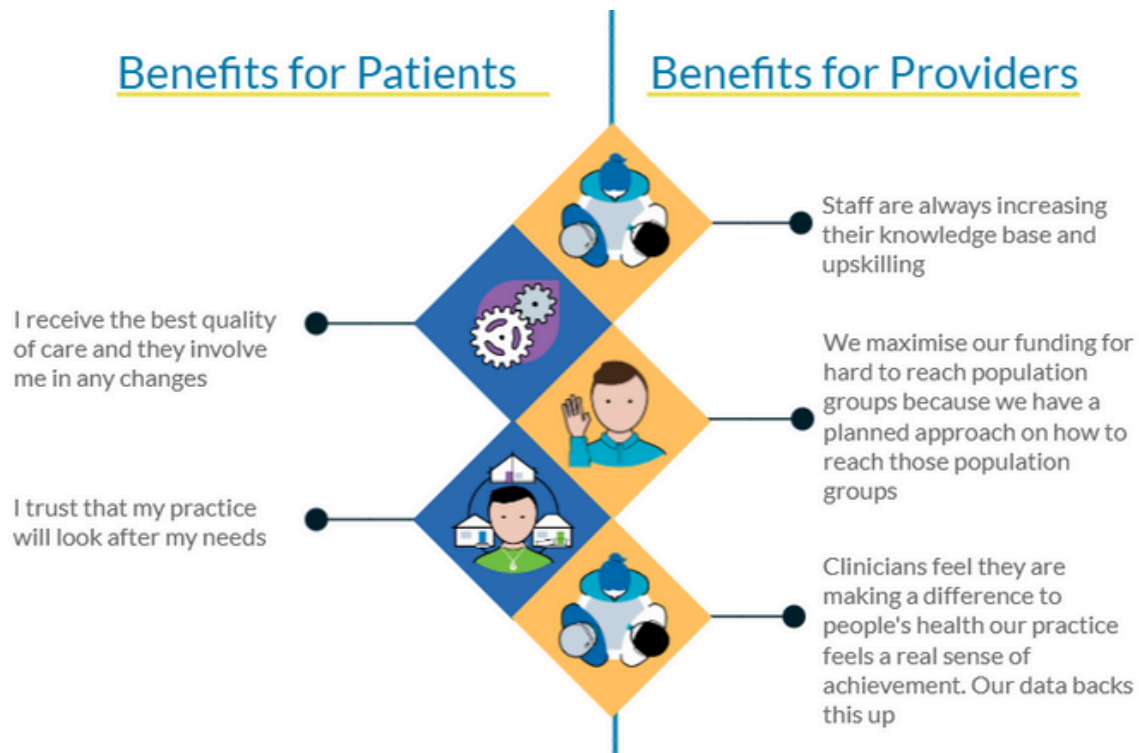 Benefits for Patients
Benefits for Providers
Staff are always increasing
their knowledge base and
upskilling
I receive the best quality
of care and they involve
me in any changes
We maximise our funding for
hard to reach population
groups because we have a
planned approach on how to
reach those population
groups
I trust that my practice
will look after my needs
Clinicians feel they are
making a difference to
people's health our practice
feels a real sense of
achievement. Our data backs
this up